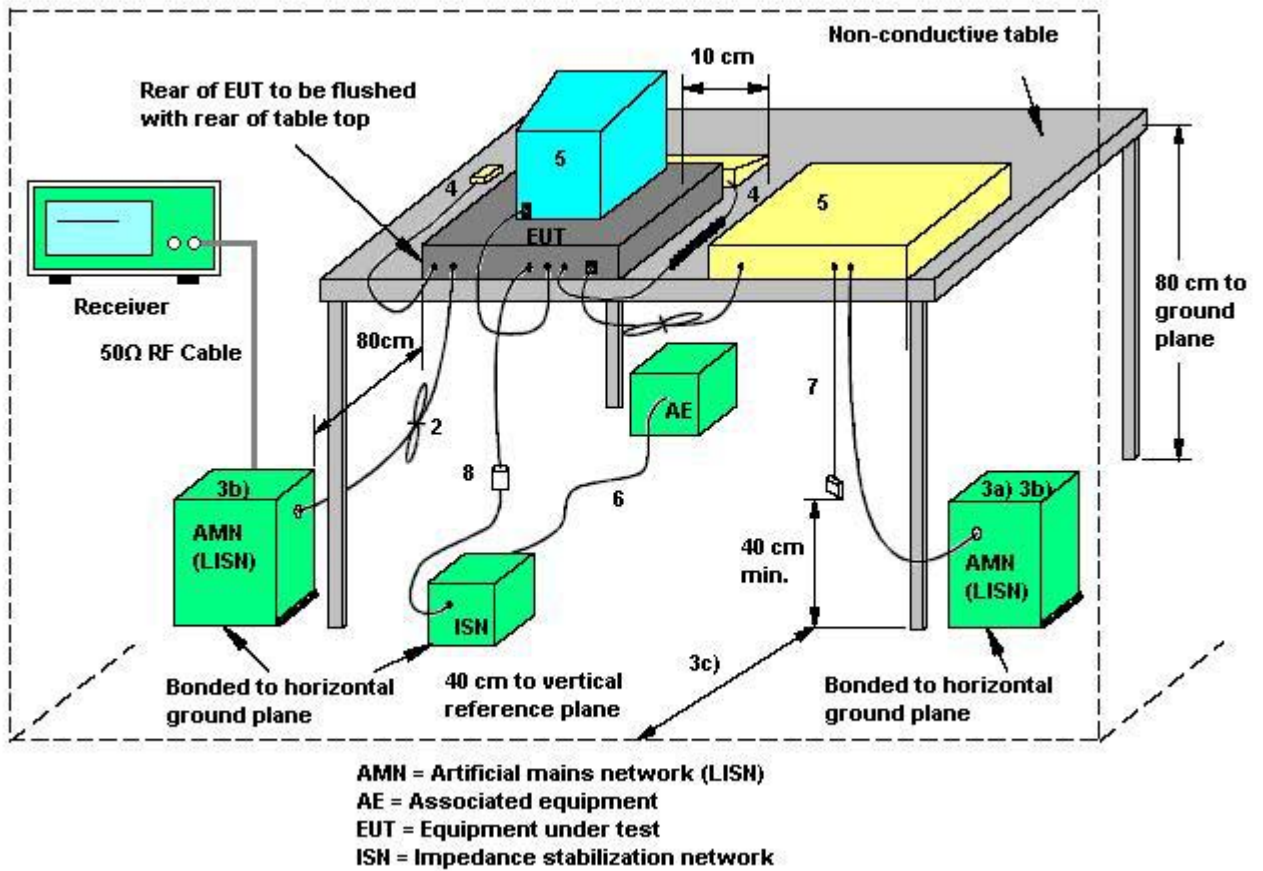 Non-conductive table
10 cm
Rear of EUT to be flushed
with rear of table top
5
4
4
5
EUT
Receiver
80 cm to
ground
plane
80cm
50Ω RF Cable
7
AE
2
8
3b)
6
3a) 3b)
AMN
(LISN)
40 cm
min.
AMN
(LISN)
ISN
3c)
Bonded to horizontal
ground plane
40 cm to vertical
reference plane
Bonded to horizontal
ground plane
AMN = Artificial mains network (LISN)
AE = Associated equipment
EUT = Equipment under test
ISN = Impedance stabilization network